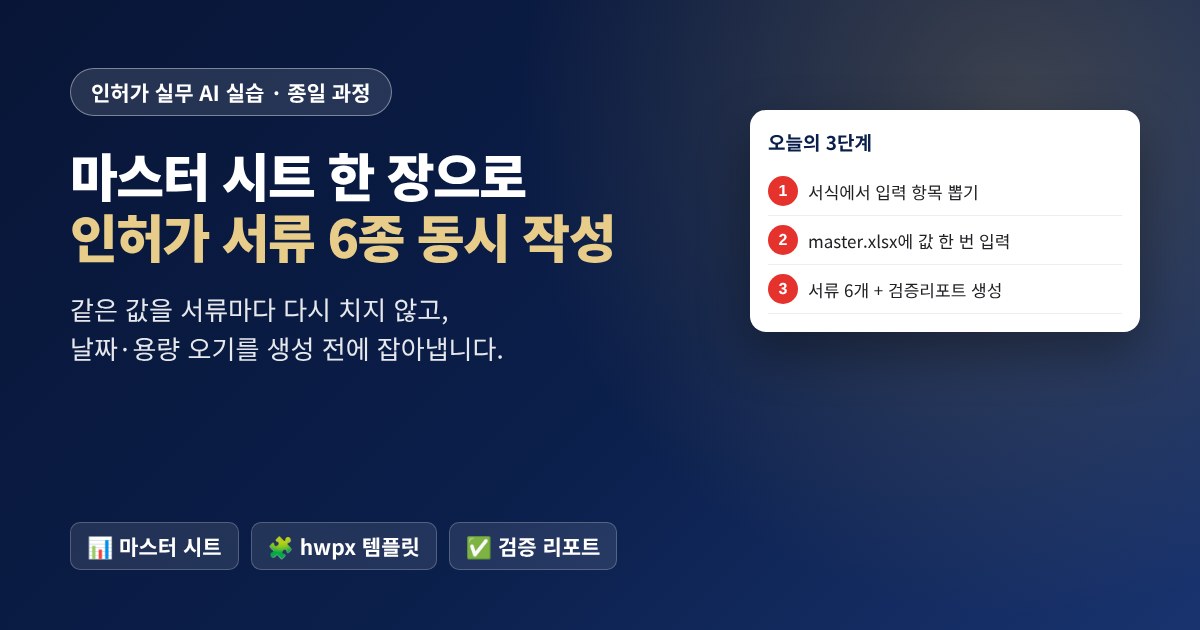 인허가 실무 AI 실습 · 종일 과정
마스터 시트 한 장으로
인허가 서류 6종 동시 작성
같은 값을 서류마다 다시 치지 않고,
날짜·용량 오기를 생성 전에 잡아냅니다.
오늘의 3단계
1 서식에서 입력 항목 뽑기
2 master.xlsx에 값 한 번 입력
3 서류 6개 + 검증리포트 생성
📊 마스터 시트
🧩 hwpx 템플릿
✅ 검증 리포트